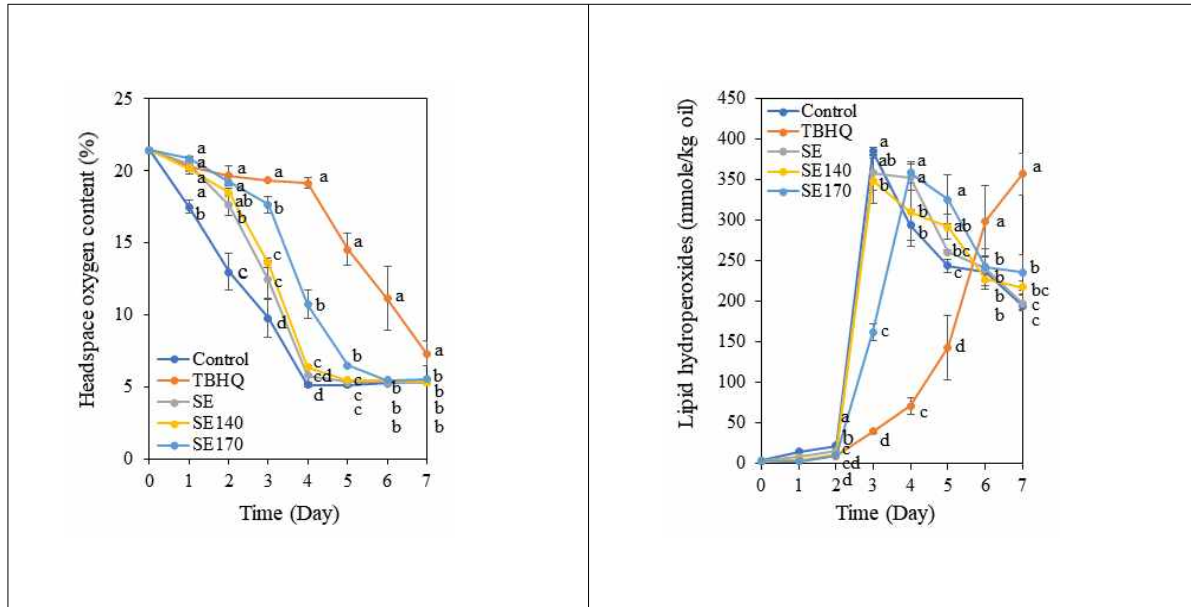 Headspace oxygen content (%)
25
20
15
10
5
0
a
a
a
a
b
a
a
ab
b
c
a
b
c
c
d
a
b
c
cd
d
a
b
c
c
c
a
b
b
b
b
a
b
b
b
b
Control
TBHQ
SE
SE140
SE170
0 1 2 3 4 5 6 7
Time (Day)
Lipid hydroperoxides (mmole/kg oil)
450
400
350
300
250
200
150
100
50
0
Control
TBHQ
SE
SE140
SE170
a
b
c
cd
d
a
ab
b
c
d
a
a
b
b
c
a
ab
bc
c
d
a
b
b
b
b
a
b
bc
c
c
0 1 2 3 4 5 6 7
Time (Day)